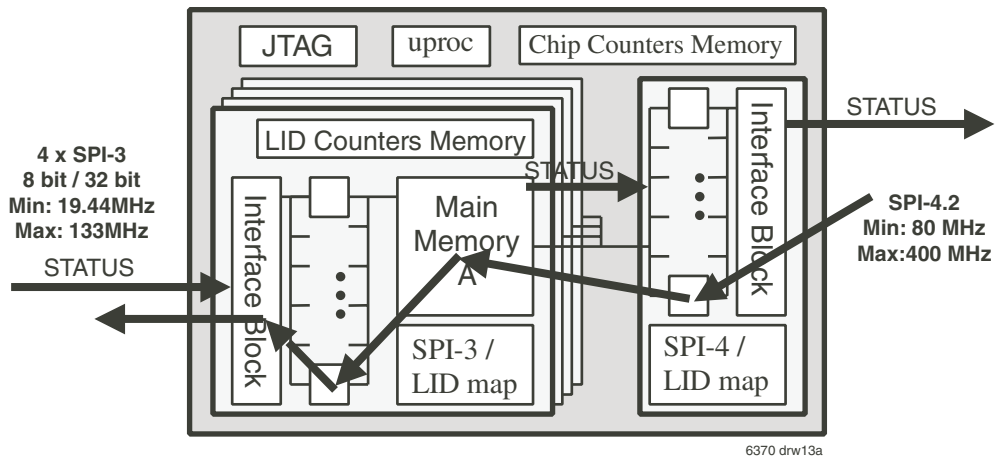 JTAG
uproc
Chip Counters Memory
LID Counters Memory
STATUS
4 x SPI-3
8 bit / 32 bit
Min: 19.44MHz
Max: 133MHz
STATUS
Interface Block
Main
Memory
A
SPI-3 /
LID map
STATUS
Interface Block
SPI-4 /
LID map
SPI-4.2
Min: 80 MHz
Max:400 MHz
6370 drw13a